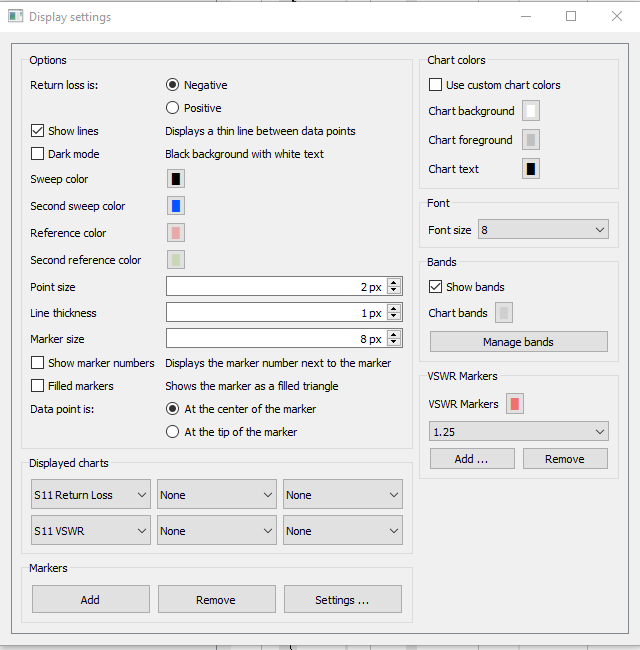 Display settings
Options
Return loss is:
Negative
Positive
Show lines
Displays a thin line between data points
Dark mode
Black background with white text
Sweep color
Second sweep color
Reference color
Second reference color
Point size
2 px
Line thickness
1 px
Marker size
8 px
Show marker numbers
Displays the marker number next to the marker
Filled markers
Shows the marker as a filled triangle
Data point is:
At the center of the marker
At the tip of the marker
Displayed charts
S11 Return Loss
None
None
S11 VSWR
None
None
Markers
Add
Remove
Settings ...
Chart colors
Use custom chart colors
Chart background
Chart foreground
Chart text
Font
Font size
8
Bands
Show bands
Chart bands
Manage bands
VSWR Markers
VSWR Markers
1.25
Add ...
Remove